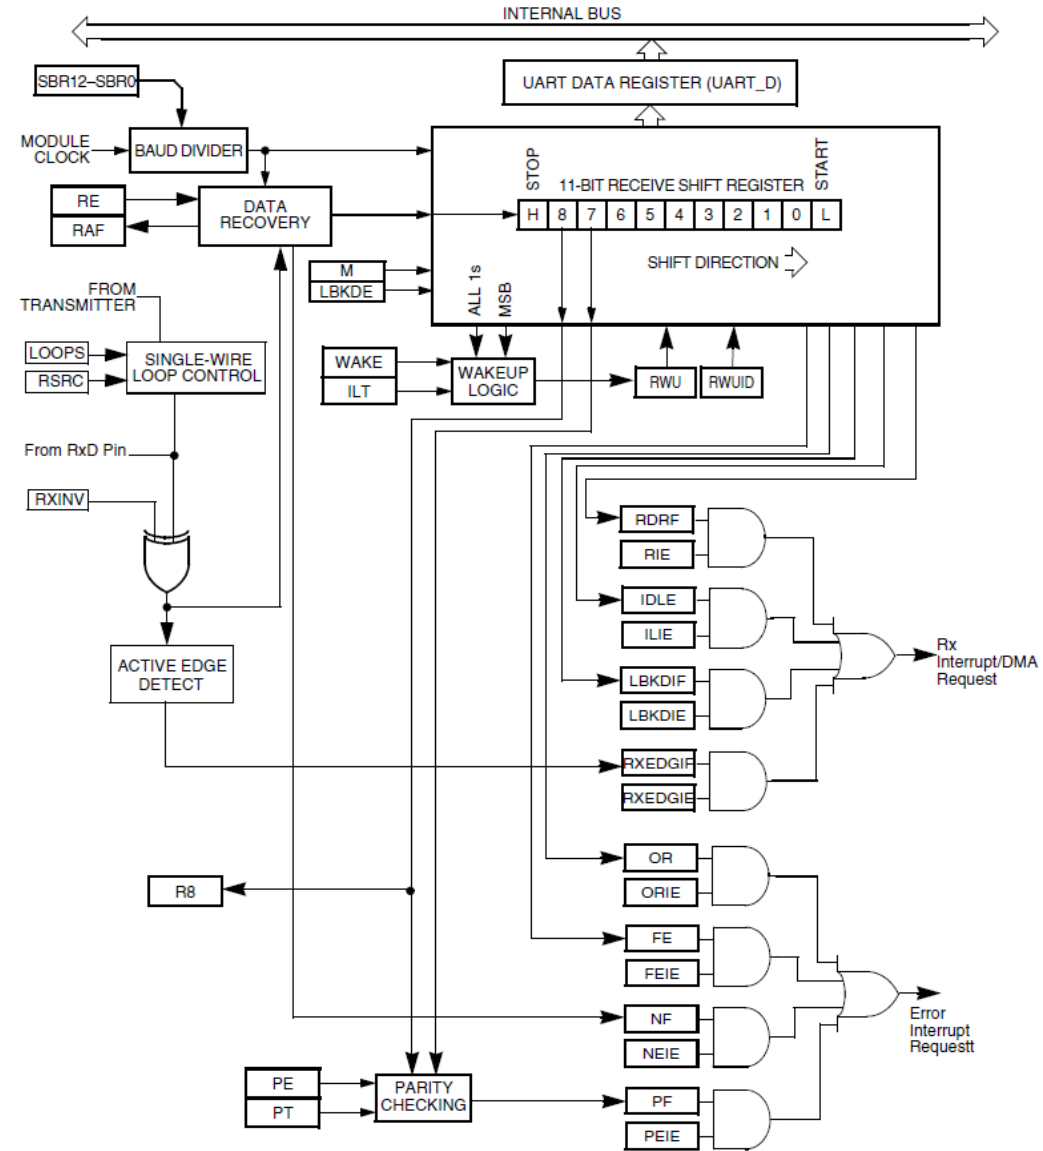 INTERNAL BUS
SBR12–SBR0
UART DATA REGISTER (UART_D)
MODULE
CLOCK
BAUD DIVIDER
STOP
11-BIT RECEIVE SHIFT REGISTER
START
RE
RAF
DATA
RECOVERY
H 8 7 6 5 4 3 2 1 0 L
M
LBKDE
ALL 1s
MSB
SHIFT DIRECTION
FROM
TRANSMITTER
LOOPS
RSRC
SINGLE-WIRE
LOOP CONTROL
WAKE
ILT
WAKEUP
LOGIC
RWU
RWUID
From RxD Pin
RXINV
RDRF
RIE
IDLE
ILIE
Rx
Interrupt/DMA
Request
ACTIVE EDGE
DETECT
LBKDIF
LBKDIE
RXEDGIF
RXEDGIE
OR
ORIE
R8
FE
FEIE
NF
NEIE
Error
Interrupt
Requestt
PE
PT
PARITY
CHECKING
PF
PEIE